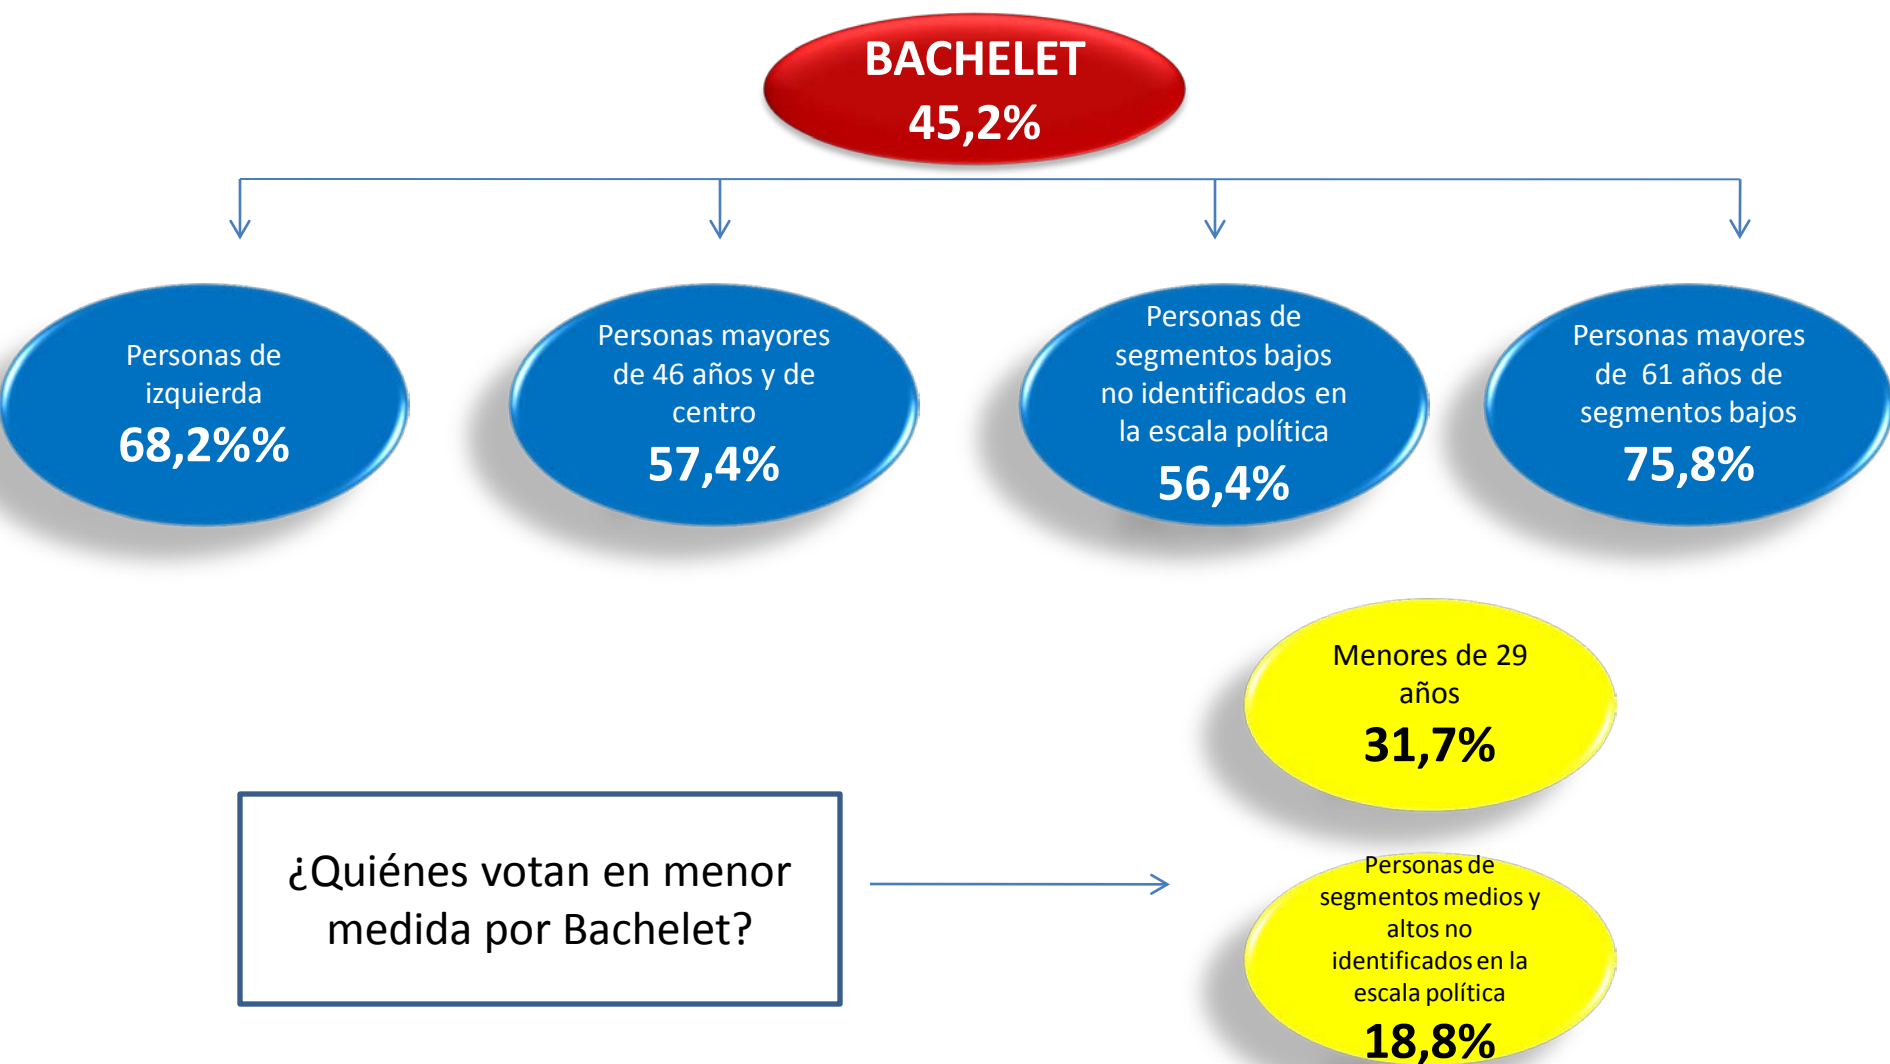 BACHELET
45,2%
Personas de
izquierda
68,2%%
Personas mayores
de 46 años y de
centro
57,4%
Personas de
segmentos bajos
no identificados en
la escala política
56,4%
Personas mayores
de 61 años de
segmentos bajos
75,8%
Menores de 29
años
31,7%
¿Quiénes votan en menor
medida por Bachelet?
Personas de
segmentos medios y
altos no
identificados en la
escala política
18,8%